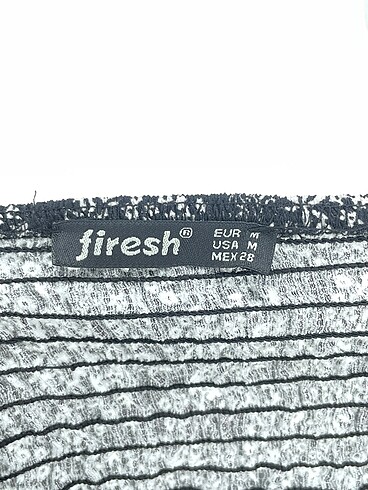 firesh®
EUR M
USA M
MEX 28